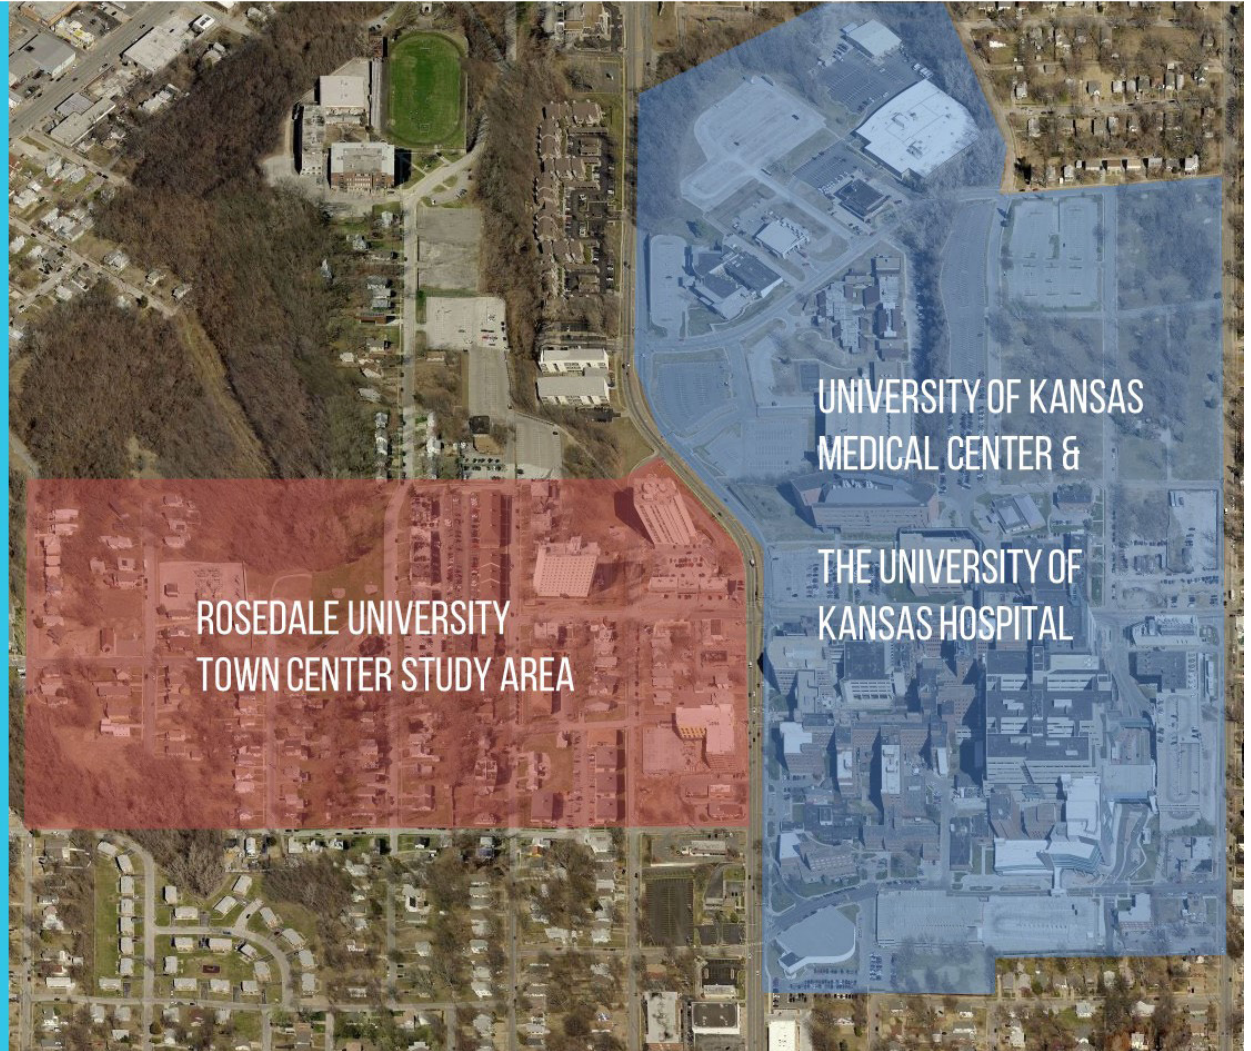 UNIVERSITY OF KANSAS
MEDICAL CENTER &
THE UNIVERSITY OF
KANSAS HOSPITAL
ROSEDALE UNIVERSITY
TOWN CENTER STUDY AREA